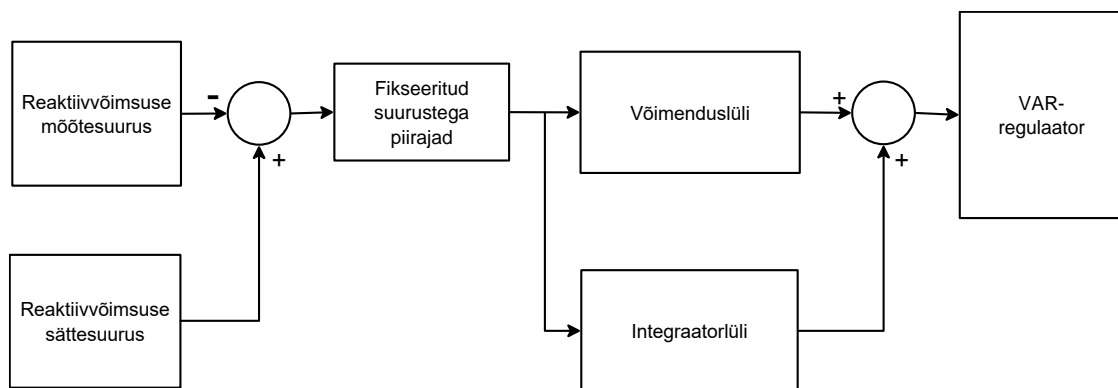 Reaktiivvõimsuse
mõõtesuurus
-
+
Fikseeritud
suurustega
piirajad
Võimenduslüli
+
+
VAR-
regulaator
Reaktiivvõimsuse
sättesuurus
Integraatorlüli